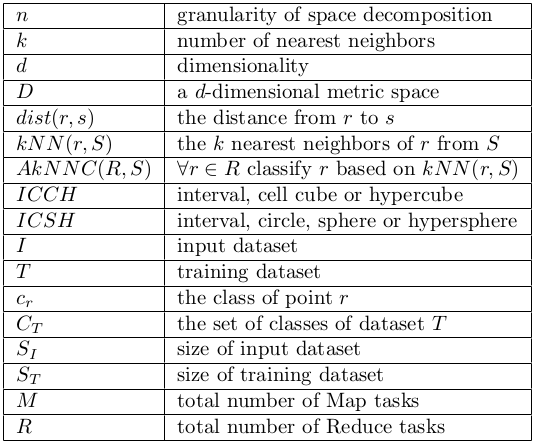 n granularity of space decomposition
k number of nearest neighbors
d dimensionality
D a d-dimensional metric space
dist(r, s) the distance from r to s
kNN(r, S) the k nearest neighbors of r from S
AkNNC(R, S) ∀r ∈ R classify r based on kNN(r, S)
ICCH interval, cell cube or hypercube
ICSH interval, circle, sphere or hypersphere
I input dataset
T training dataset
c_r the class of point r
C_T the set of classes of dataset T
S_I size of input dataset
S_T size of training dataset
M total number of Map tasks
R total number of Reduce tasks